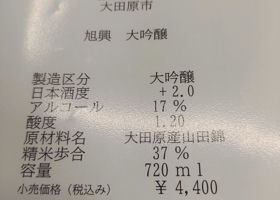 大田原市
旭興　大吟醸
製造区分　大吟醸
日本酒度　+2.0
アルコール　17%
酸度　1.20
原材料名　大田原産山田錦
精米歩合　37%
容量　720ml
小売価格（税込み）　¥4,400